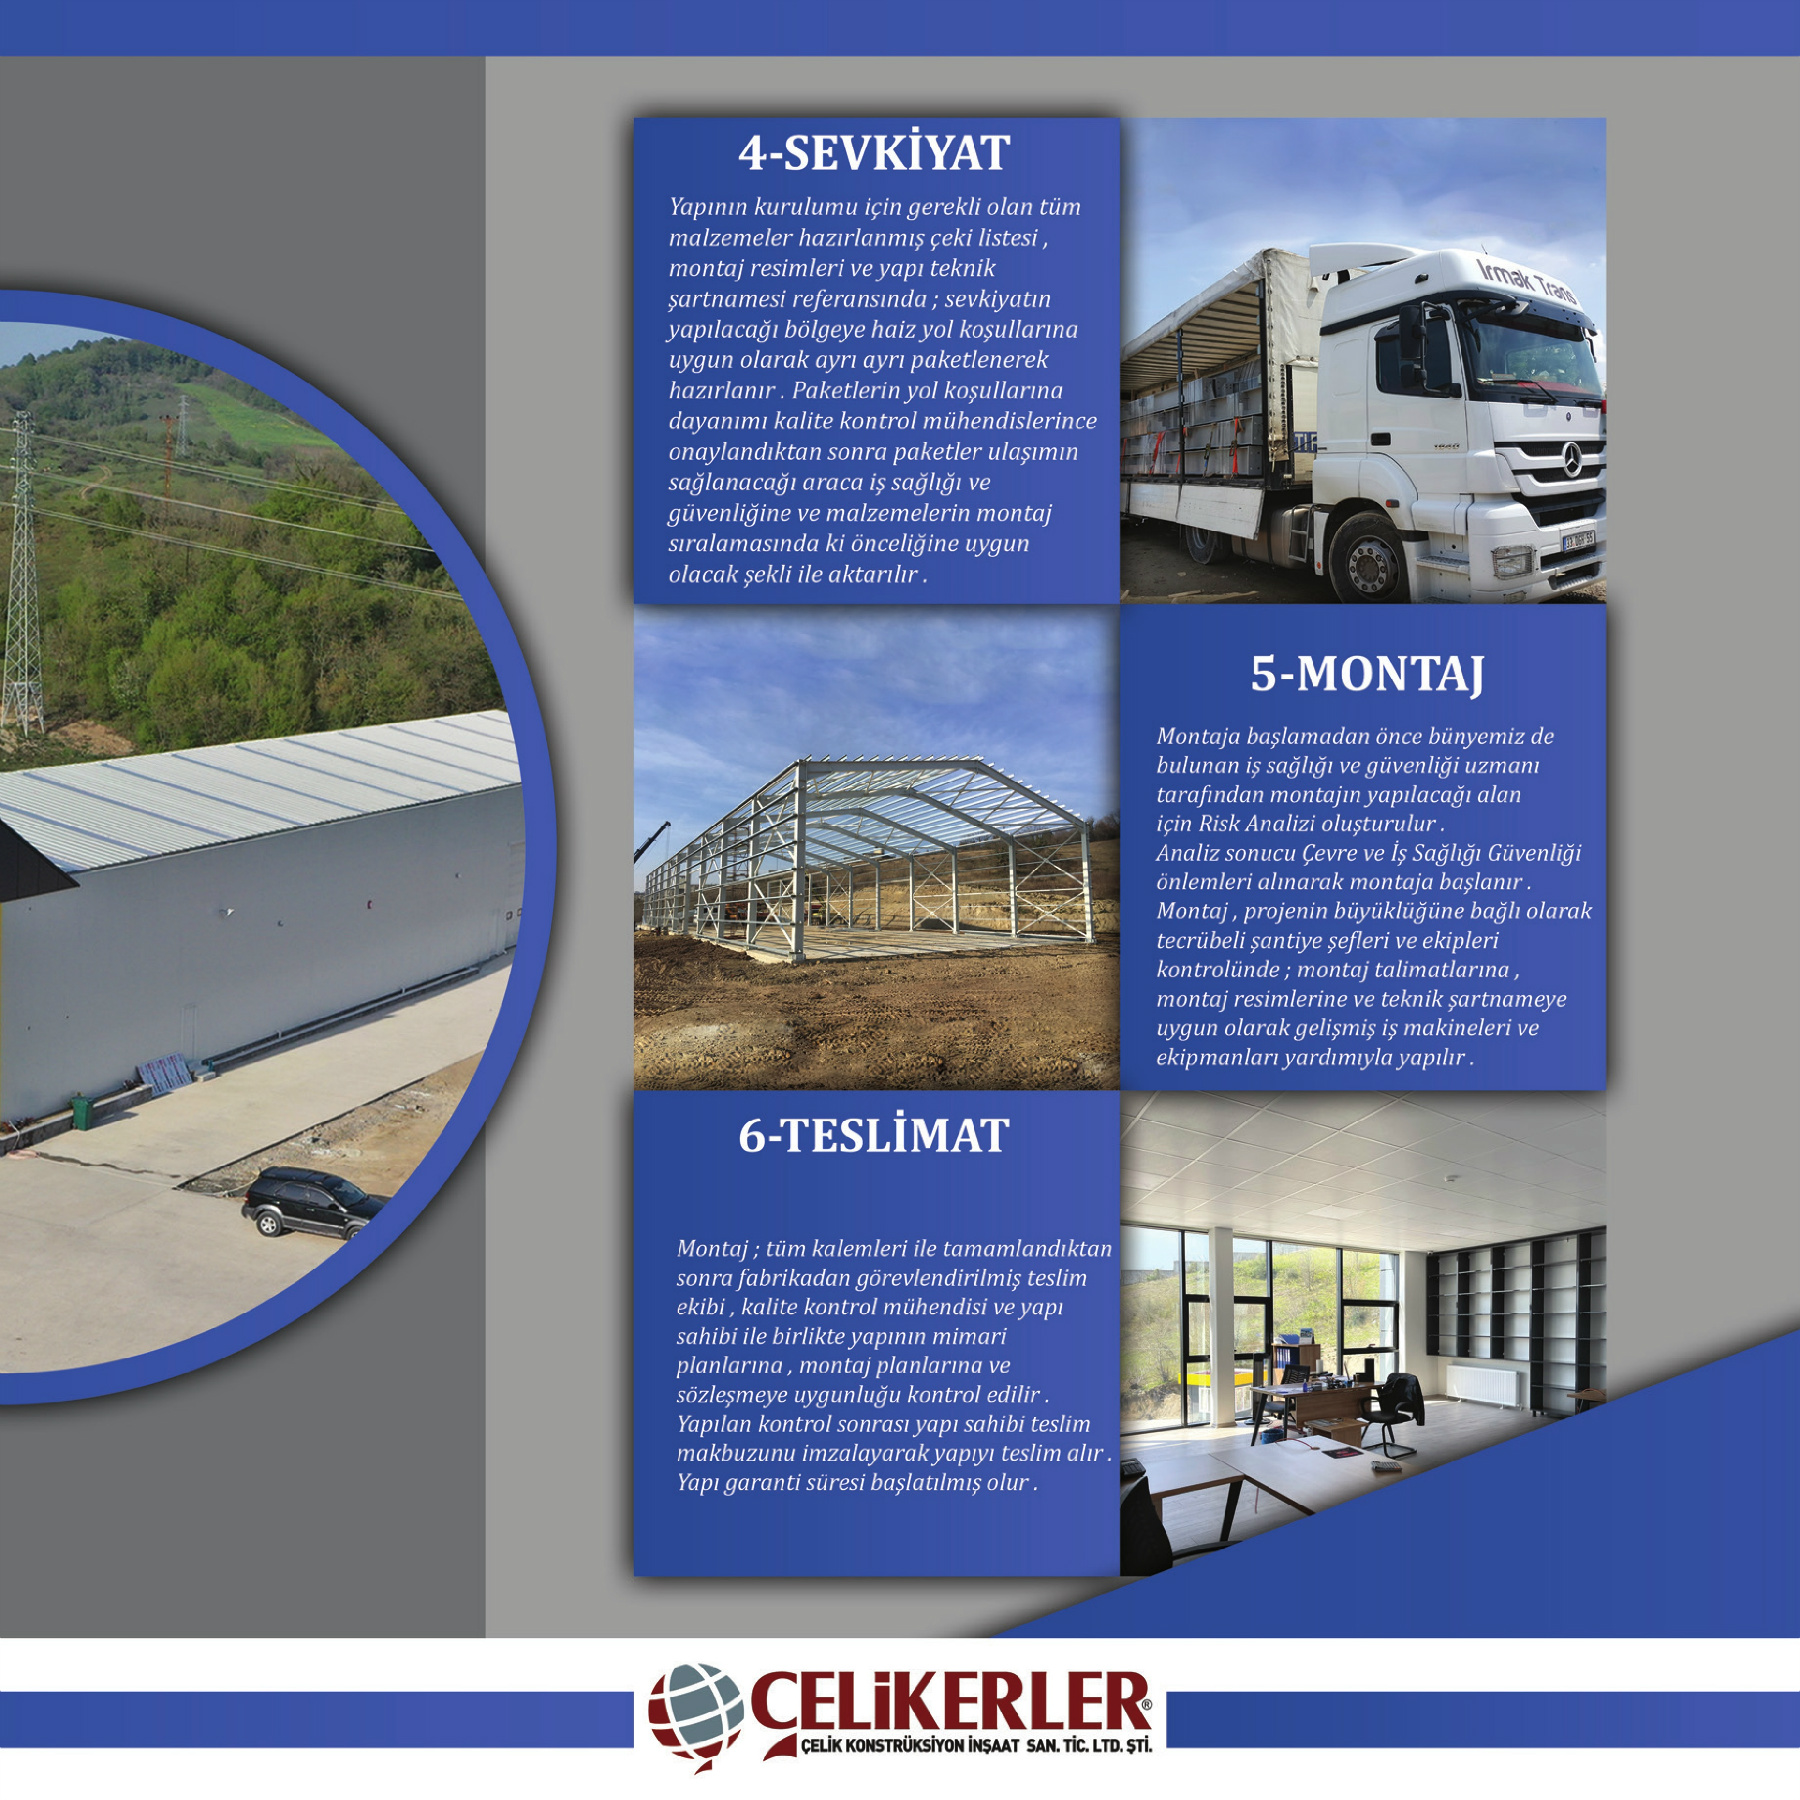 4-SEVKİYAT
Yapının kurulumu için gerekli olan tüm
malzemeler hazırlanmış çeki listesi ,
montaj resimleri ve yapı teknik
şartnamesi referansında ; sevkiyatın
yapılacağı bölgeye haiz yol koşullarına
uygun olarak ayrı ayrı paketlenerek
hazırlanır . Paketlerin yol koşullarına
dayanımı kalite kontrol mühendislerince
onaylandıktan sonra paketler ulaşımın
sağlanacağı araca iş sağlığı ve
güvenliğine ve malzemelerin montaj
sıralamasında ki önceliğine uygun
olacak şekli ile aktarılır .
Irmak Trans
1840
5-MONTAJ
Montaja başlamadan önce bünyemiz de
bulunan iş sağlığı ve güvenliği uzmanı
tarafından montajın yapılacağı alan
için Risk Analizi oluşturulur .
Analiz sonucu Çevre ve İş Sağlığı Güvenliği
önlemleri alınarak montaja başlanır .
Montaj , projenin büyüklüğüne bağlı olarak
tecrübeli şantiye şefleri ve ekipleri
kontrolünde ; montaj talimatlarına ,
montaj resimlerine ve teknik şartnameye
uygun olarak gelişmiş iş makineleri ve
ekipmanları yardımıyla yapılır .
6-TESLİMAT
Montaj ; tüm kalemleri ile tamamlandıktan
sonra fabrikadan görevlendirilmiş teslim
ekibi , kalite kontrol mühendisi ve yapı
sahibi ile birlikte yapının mimari
planlarına , montaj planlarına ve
sözleşmeye uygunluğu kontrol edilir .
Yapılan kontrol sonrası yapı sahibi teslim
makbuzunu imzalayarak yapıyı teslim alır .
Yapı garanti süresi başlatılmış olur .
ÇELİKERLER®
ÇELİK KONSTRÜKSİYON İNŞAAT SAN. TİC. LTD. ŞTİ.